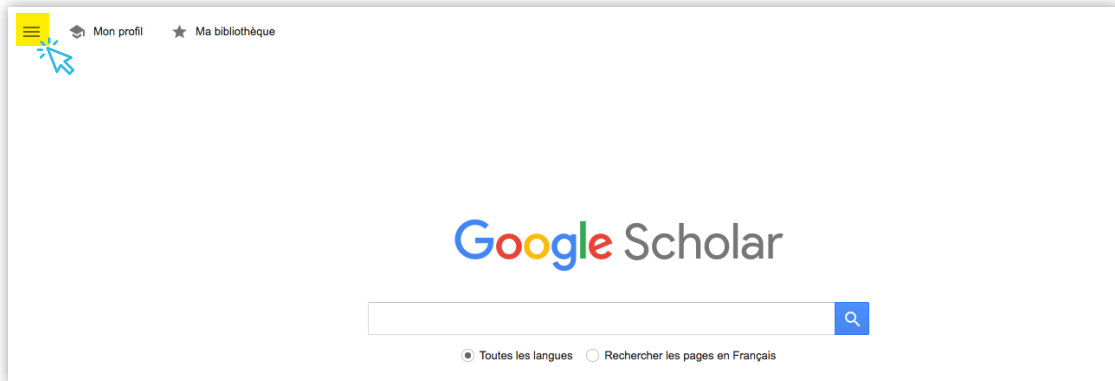 Mon profil Ma bibliothèque
Google Scholar
Toutes les langues Rechercher les pages en Français